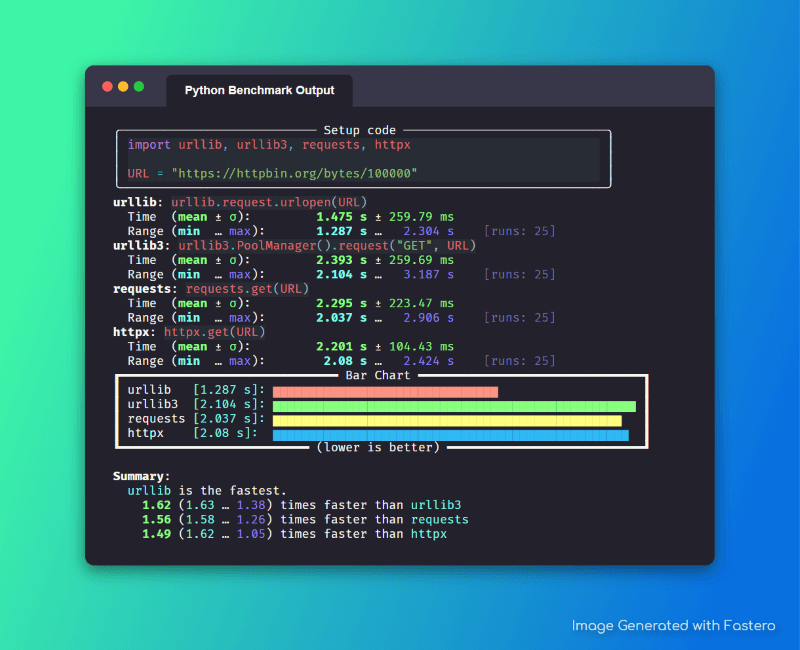 Python Benchmark Output
Setup code
import urllib, urllib3, requests, httpx
URL = "https://httpbin.org/bytes/100000"
urllib: urllib.request.urlopen(URL)
Time (mean ± σ): 1.475 s ± 259.79 ms
Range (min … max): 1.287 s … 2.304 s [runs: 25]
urllib3: urllib3.PoolManager().request("GET", URL)
Time (mean ± σ): 2.393 s ± 259.69 ms
Range (min … max): 2.104 s … 3.187 s [runs: 25]
requests: requests.get(URL)
Time (mean ± σ): 2.295 s ± 223.47 ms
Range (min … max): 2.037 s … 2.906 s [runs: 25]
httpx: httpx.get(URL)
Time (mean ± σ): 2.201 s ± 104.43 ms
Range (min … max): 2.08 s … 2.424 s [runs: 25]
Bar Chart
urllib [1.287 s]:
urllib3 [2.104 s]:
requests [2.037 s]:
httpx [2.08 s]:
(lower is better)
Summary:
urllib is the fastest.
1.62 (1.63 … 1.38) times faster than urllib3
1.56 (1.58 … 1.26) times faster than requests
1.49 (1.62 … 1.05) times faster than httpx
Image Generated with Fastero